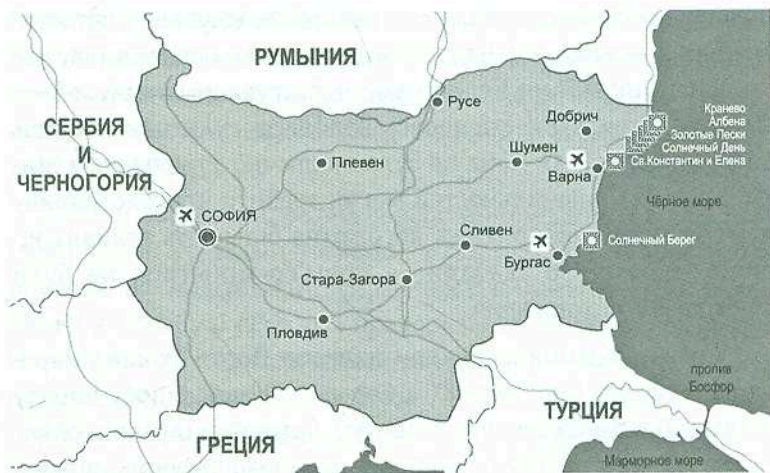 РУМЫНИЯ
СЕРБИЯ
И
ЧЕРНОГОРИЯ
Русе
Добрич
Кранево
Албена
Золотые Пески
Солнечный День
Св.Константин и Елена
Плевен
Шумен
Варна
Чёрное море
СОФИЯ
Сливен
Солнечный Берег
Бургас
Стара-Загора
Пловдив
пролив
Босфор
ТУРЦИЯ
ГРЕЦИЯ
Марморное море